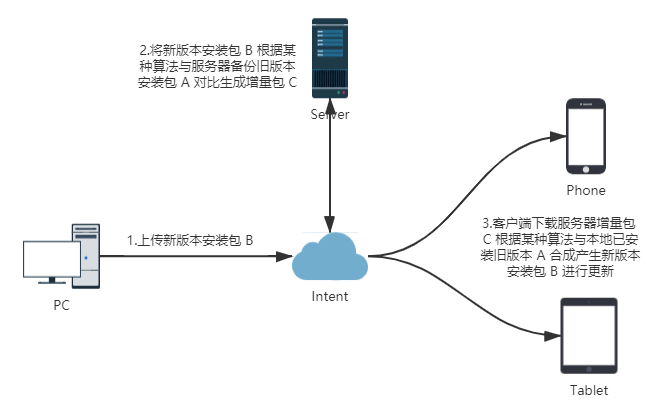 2.将新版本安装包 B 根据某
种算法与服务器备份旧版本
安装包 A 对比生成增量包 C
Server
Phone
1.上传新版本安装包 B
3.客户端下载服务器增量包
C 根据某种算法与本地已安
装旧版本 A 合成产生新版本
安装包 B 进行更新
PC
Intent
Tablet